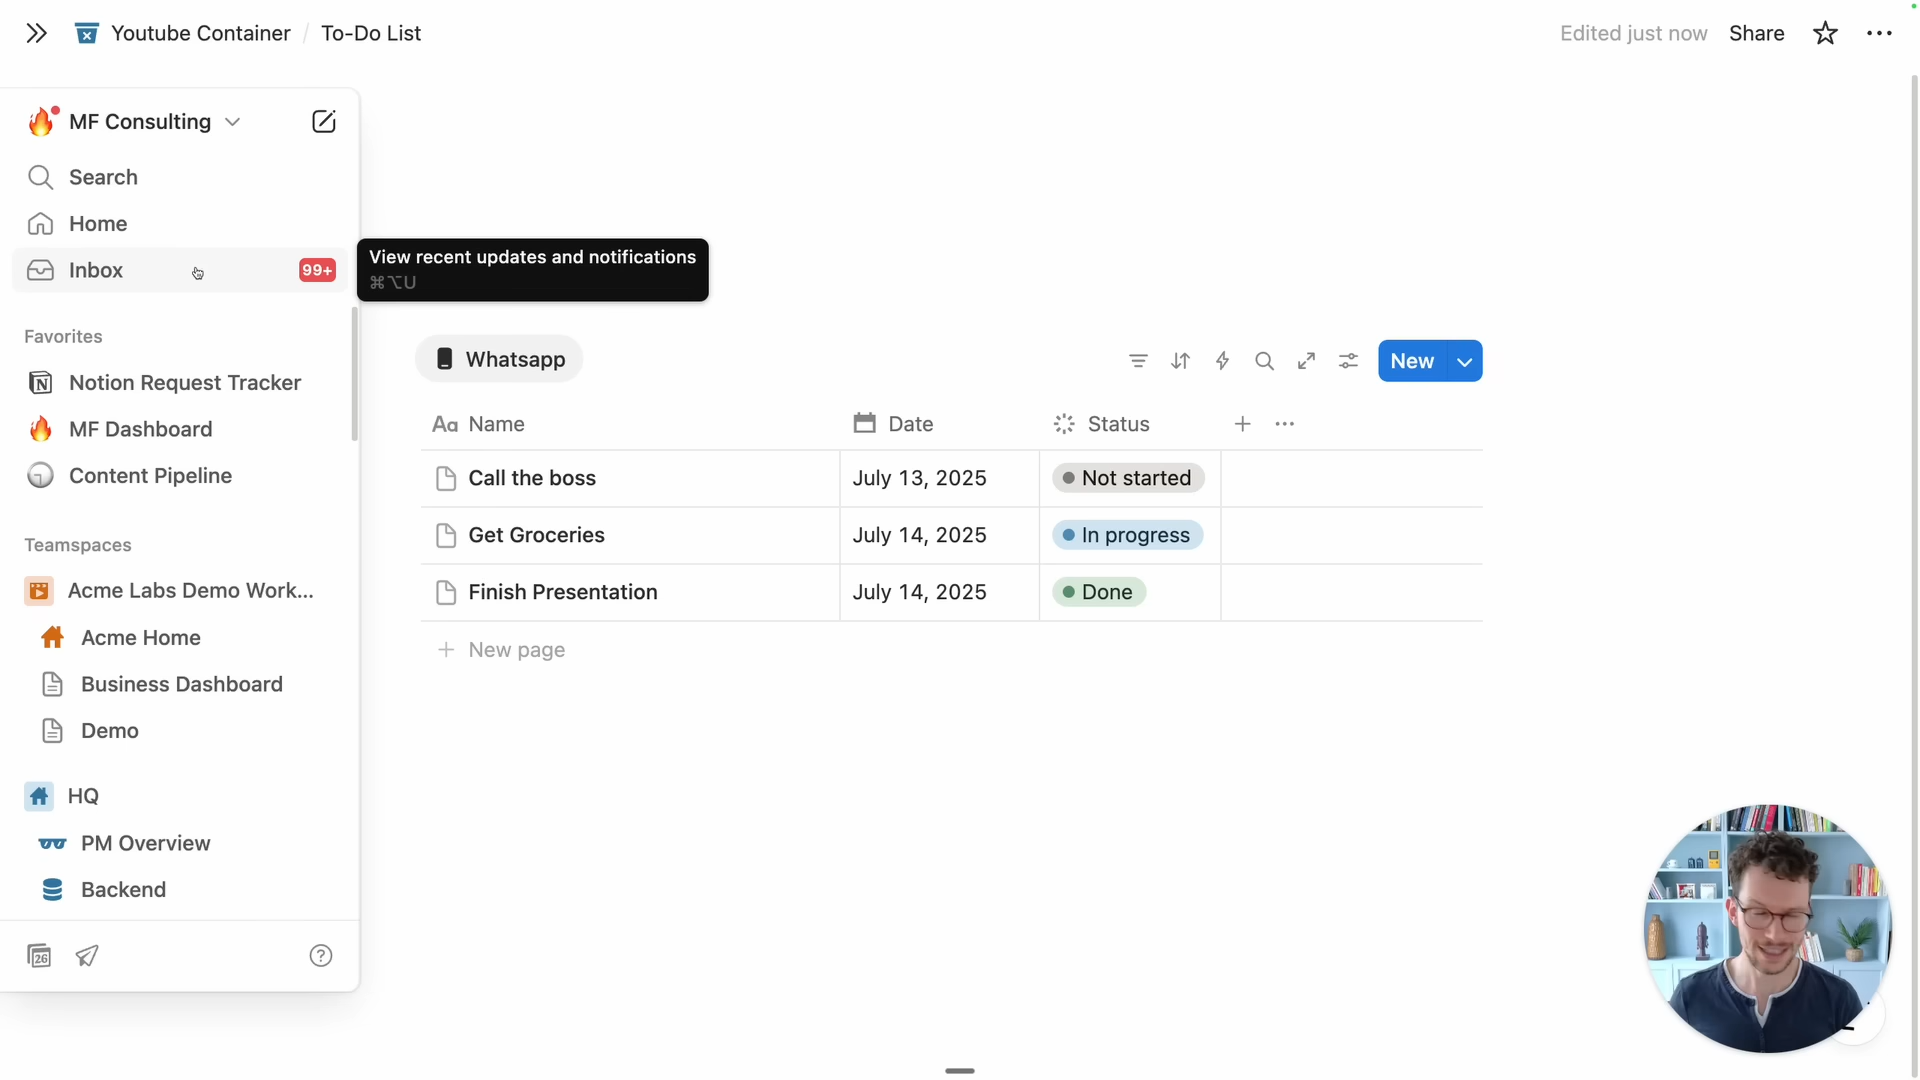 Youtube Container / To-Do List
Edited just now Share
MF Consulting
Search
Home
Inbox 99+
View recent updates and notifications
⌘⌥U
Favorites
Notion Request Tracker
MF Dashboard
Content Pipeline
Teamspaces
Acme Labs Demo Work...
Acme Home
Business Dashboard
Demo
HQ
PM Overview
Backend
26
Whatsapp
New
Aa Name Date Status
Call the boss July 13, 2025 Not started
Get Groceries July 14, 2025 In progress
Finish Presentation July 14, 2025 Done
New page